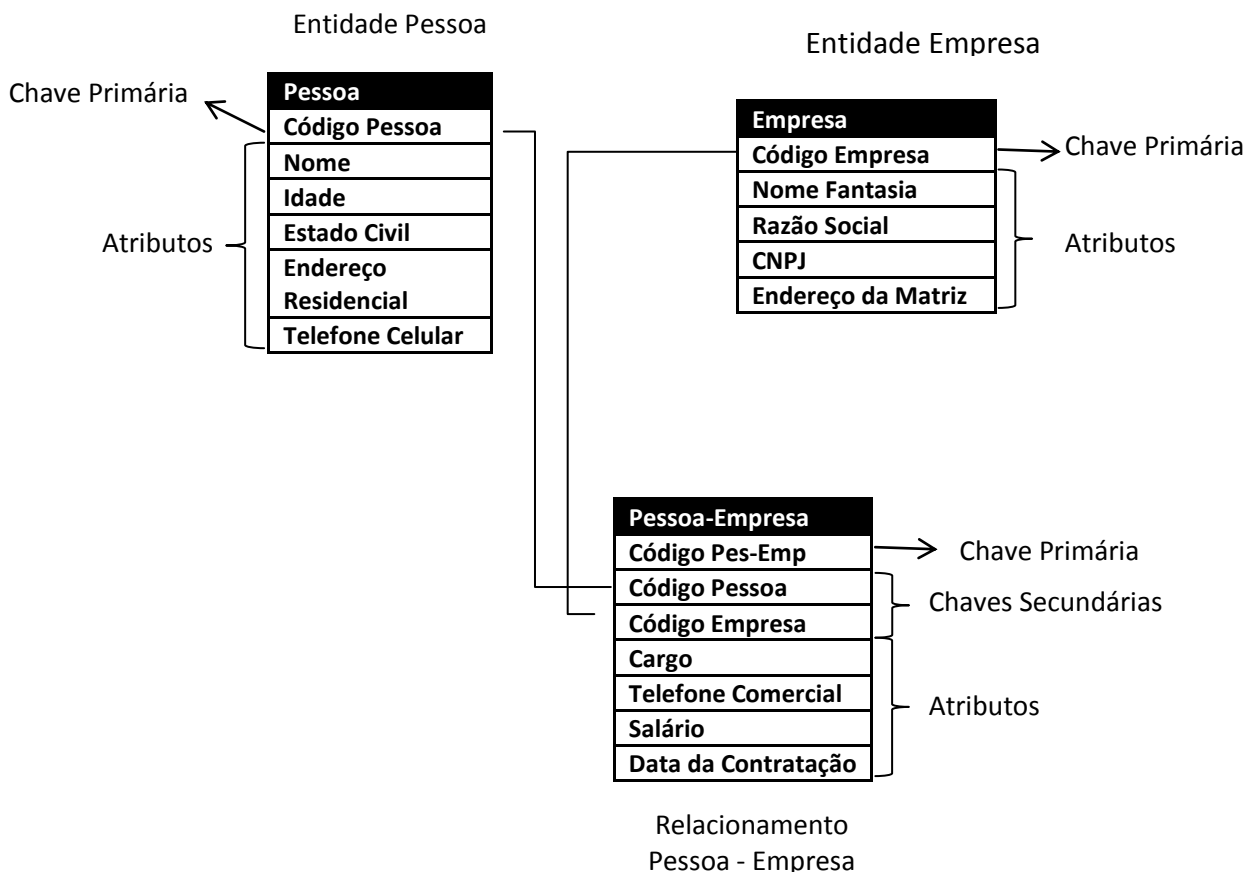 Entidade Pessoa
Entidade Empresa
Chave Primária
Pessoa
Código Pessoa
Nome
Idade
Estado Civil
Endereço
Residencial
Telefone Celular
Atributos
Empresa
Código Empresa
Nome Fantasia
Razão Social
CNPJ
Endereço da Matriz
Chave Primária
Atributos
Pessoa-Empresa
Código Pes-Emp
Código Pessoa
Código Empresa
Cargo
Telefone Comercial
Salário
Data da Contratação
Chave Primária
Chaves Secundárias
Atributos
Relacionamento
Pessoa - Empresa